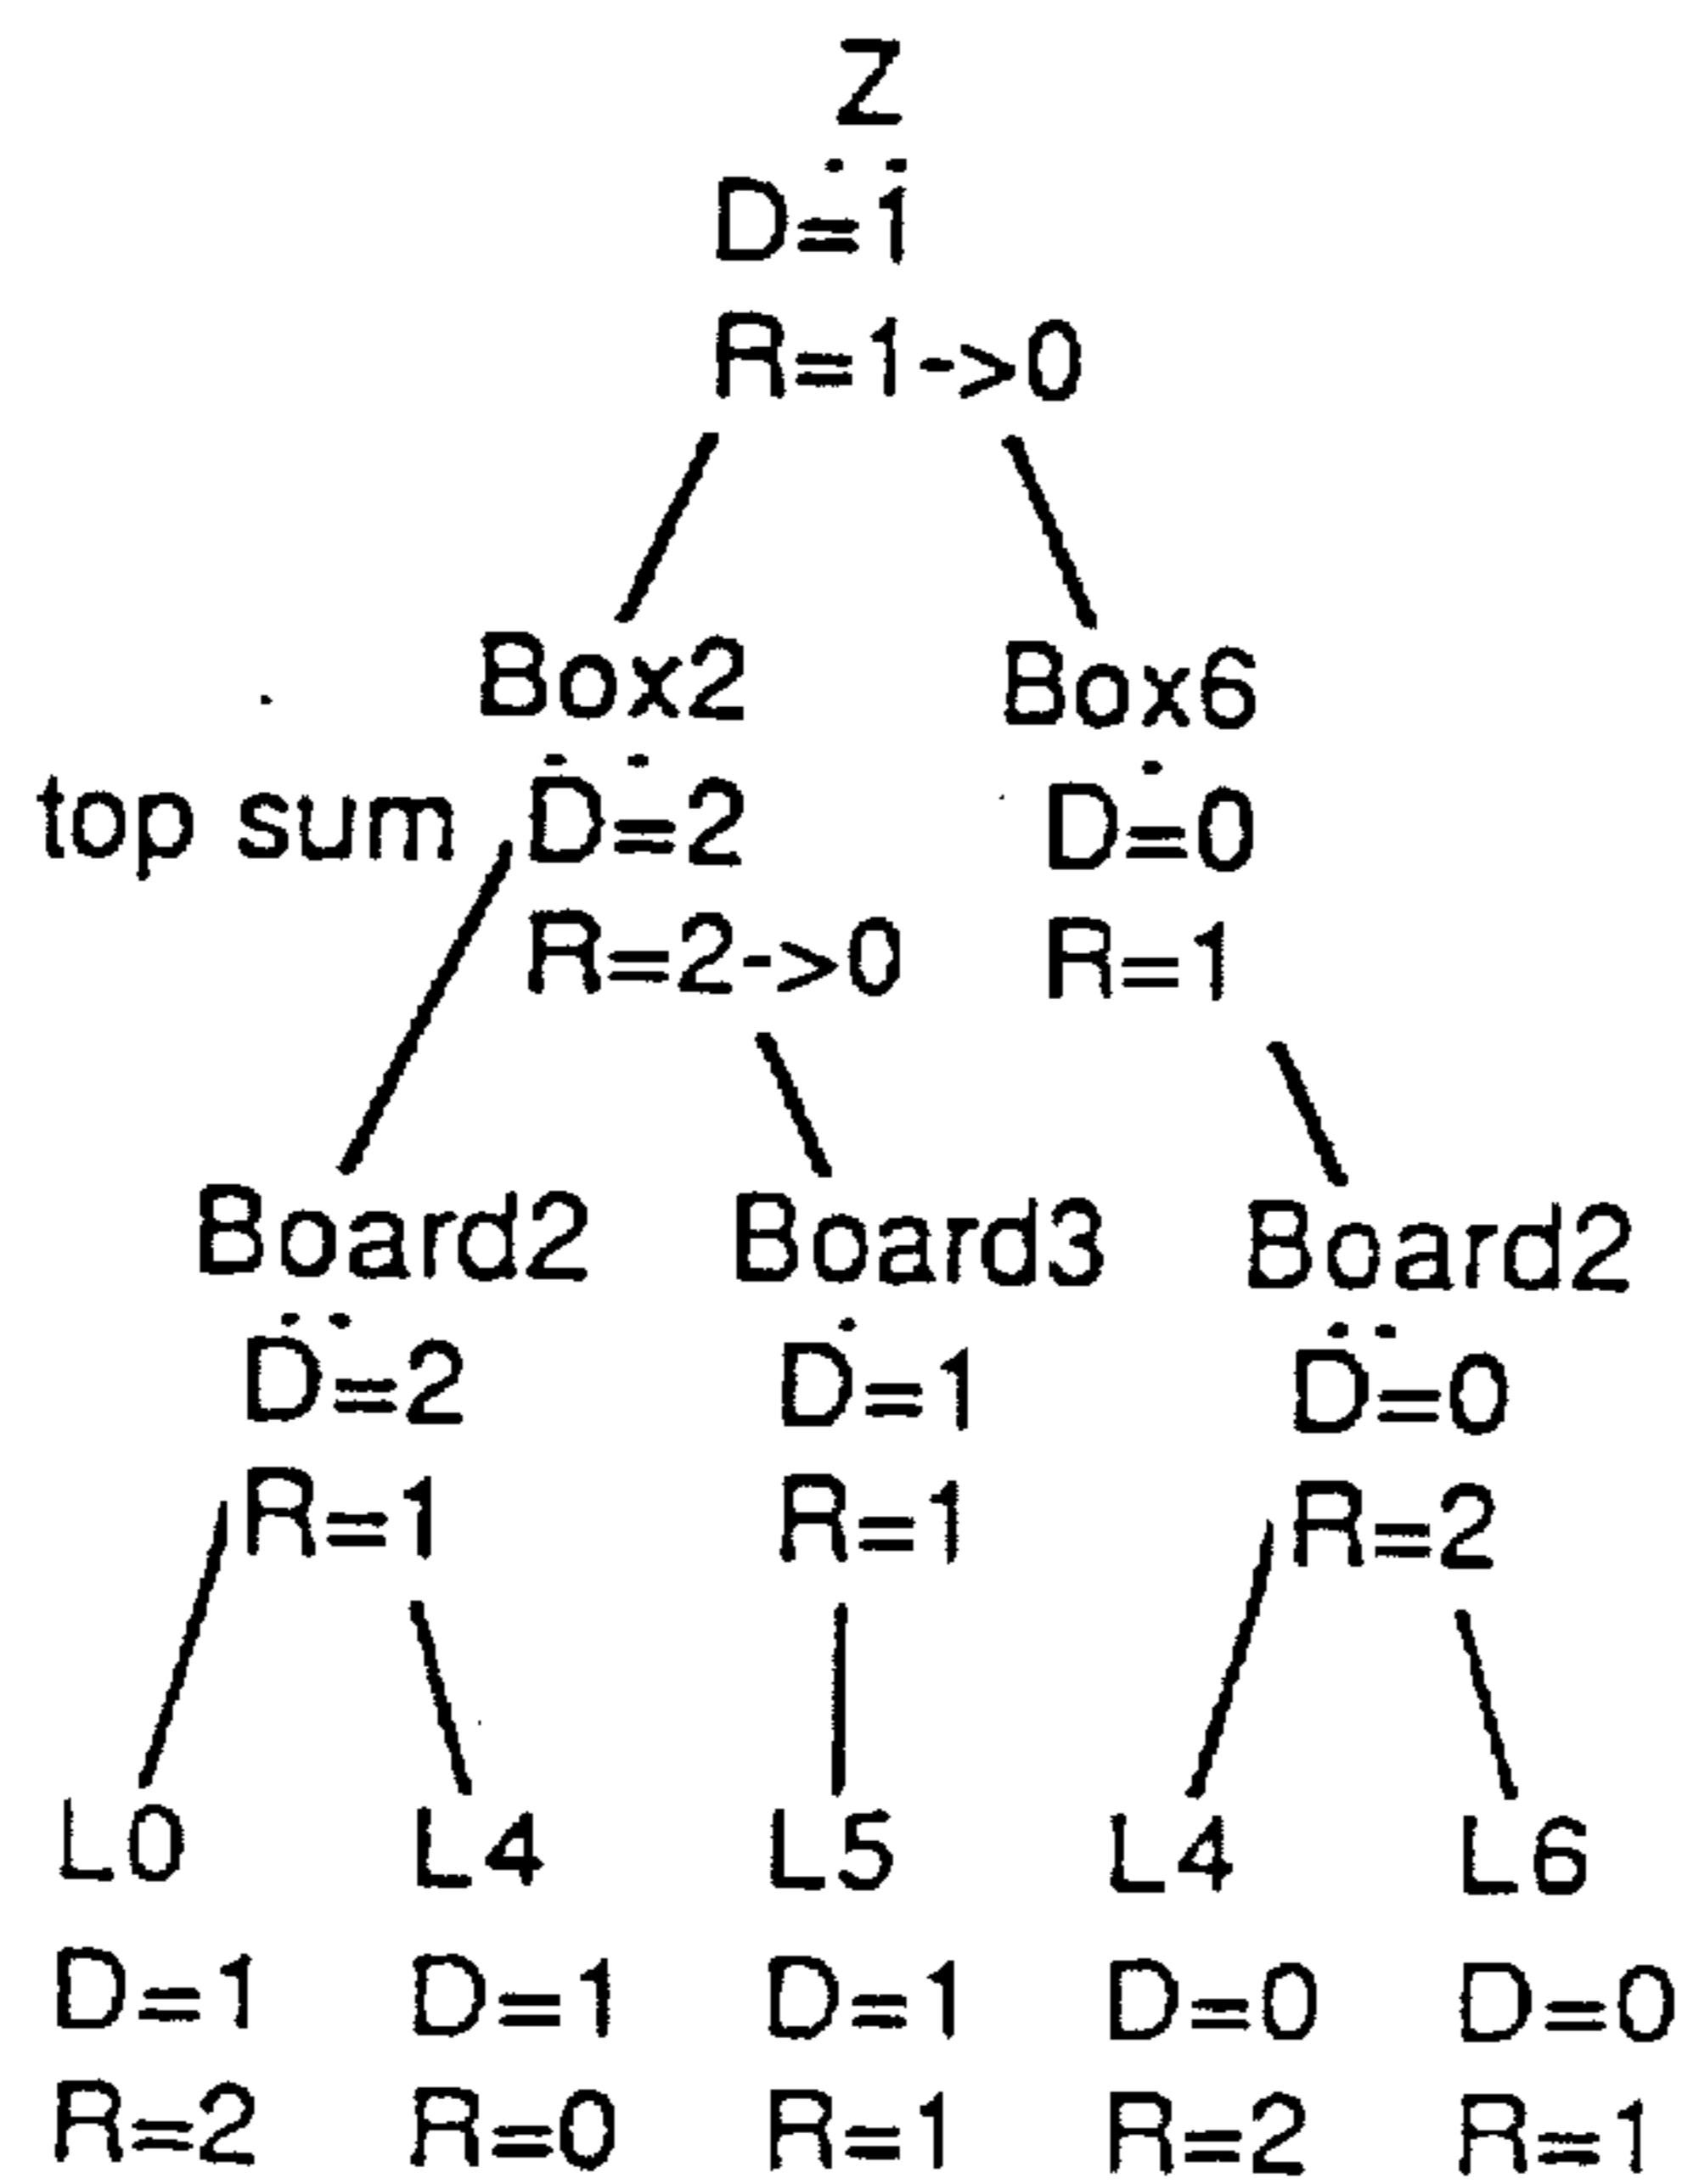 Z
D=1
R=1->0
Box2 Box6
top sum D=2 D=0
R=2->0 R=1
Board2 Board3 Board2
D=2 D=1 D=0
R=1 R=1 R=2
L0 L4 L5 L4 L6
D=1 D=1 D=1 D=0 D=0
R=2 R=0 R=1 R=2 R=1